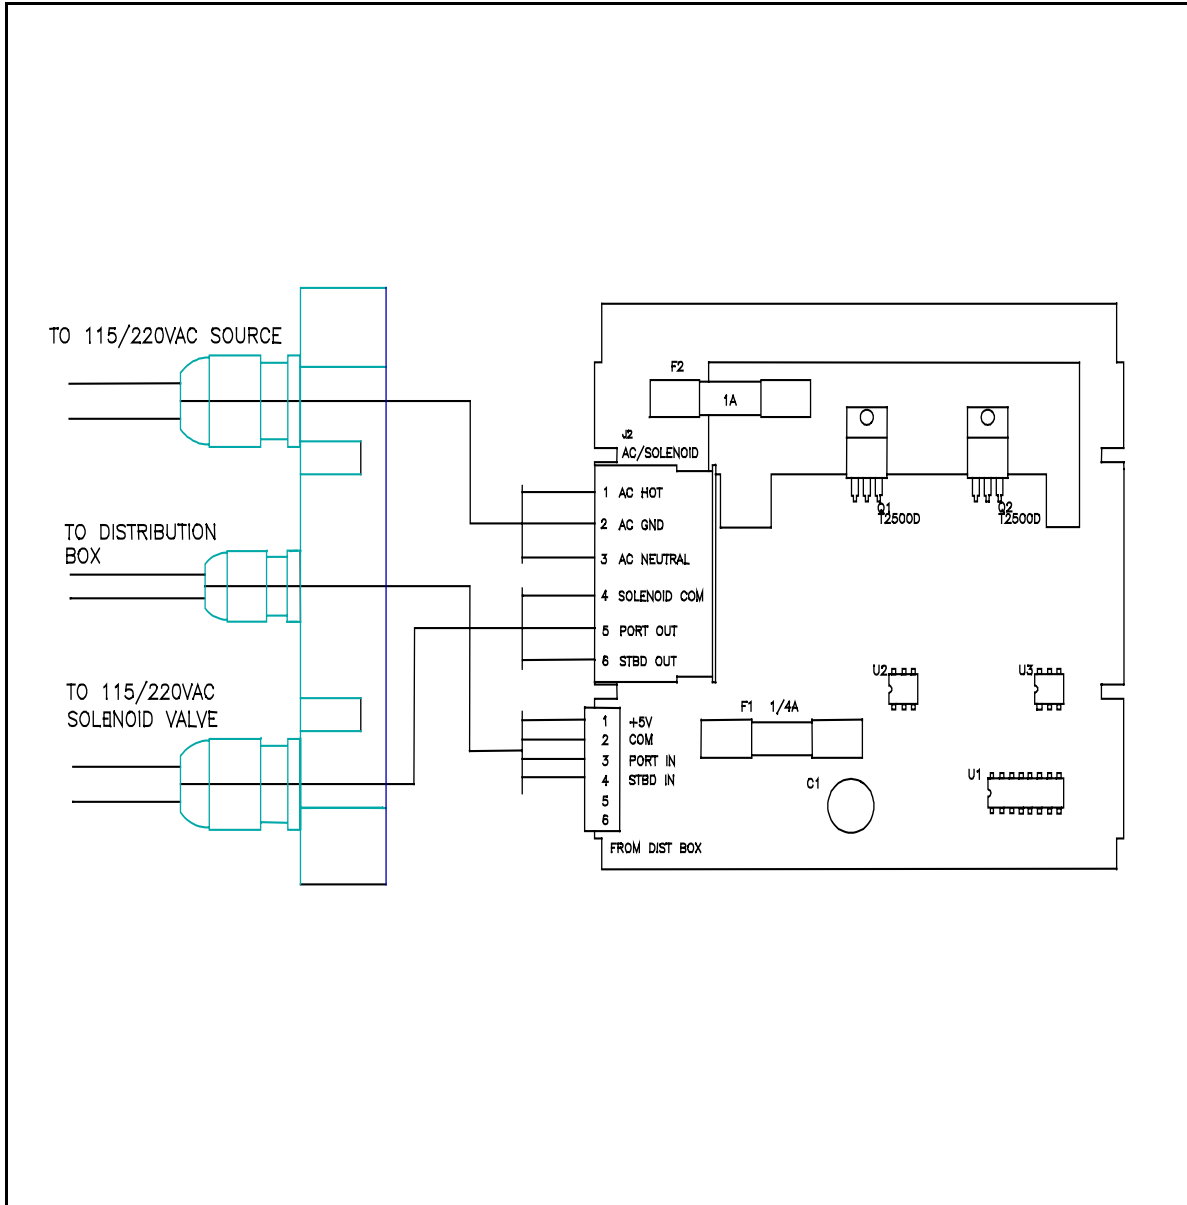 TO 115/220VAC SOURCE
TO DISTRIBUTION
BOX
TO 115/220VAC
SOLENOID VALVE
F2
1A
J2
AC/SOLENOID
1 AC HOT
2 AC GND
3 AC NEUTRAL
4 SOLENOID COM
5 PORT OUT
6 STBD OUT
Q1
T2500D
Q2
T2500D
U2
U3
F1 1/4A
1 +5V
2 COM
3 PORT IN
4 STBD IN
5
6
C1
U1
FROM DIST BOX